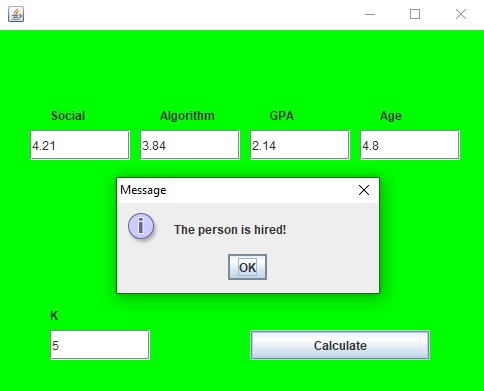 Social Algorithm GPA Age
4.21 3.84 2.14 4.8
Message
The person is hired!
OK
K
5 Calculate